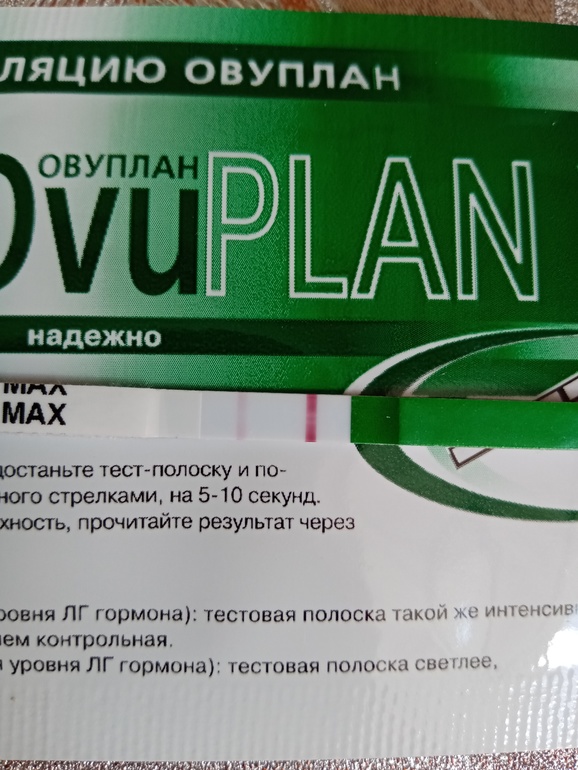 ЛЯЦИЮ ОВУПЛАН
ОВУПЛАН
OvuPLAN
надежно
MAX
MAX
достаньте тест-полоску и по-
ного стрелками, на 5-10 секунд.
хность, прочитайте результат через
ровня ЛГ гормона): тестовая полоска такой же интенсив
ем контрольная.
я уровня ЛГ гормона): тестовая полоска светлее,